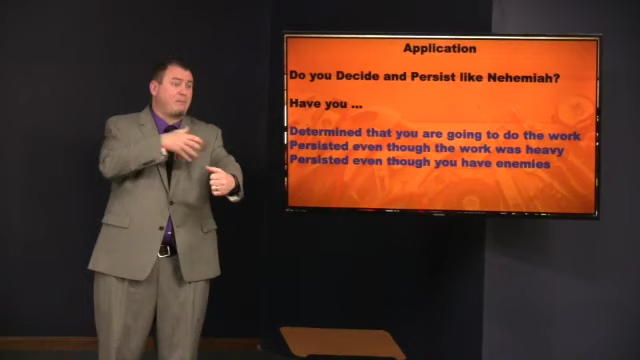 Application
Do you Decide and Persist like Nehemiah?
Have you ...
Determined that you are going to do the work
Persisted even though the work was heavy
Persisted even though you have enemies